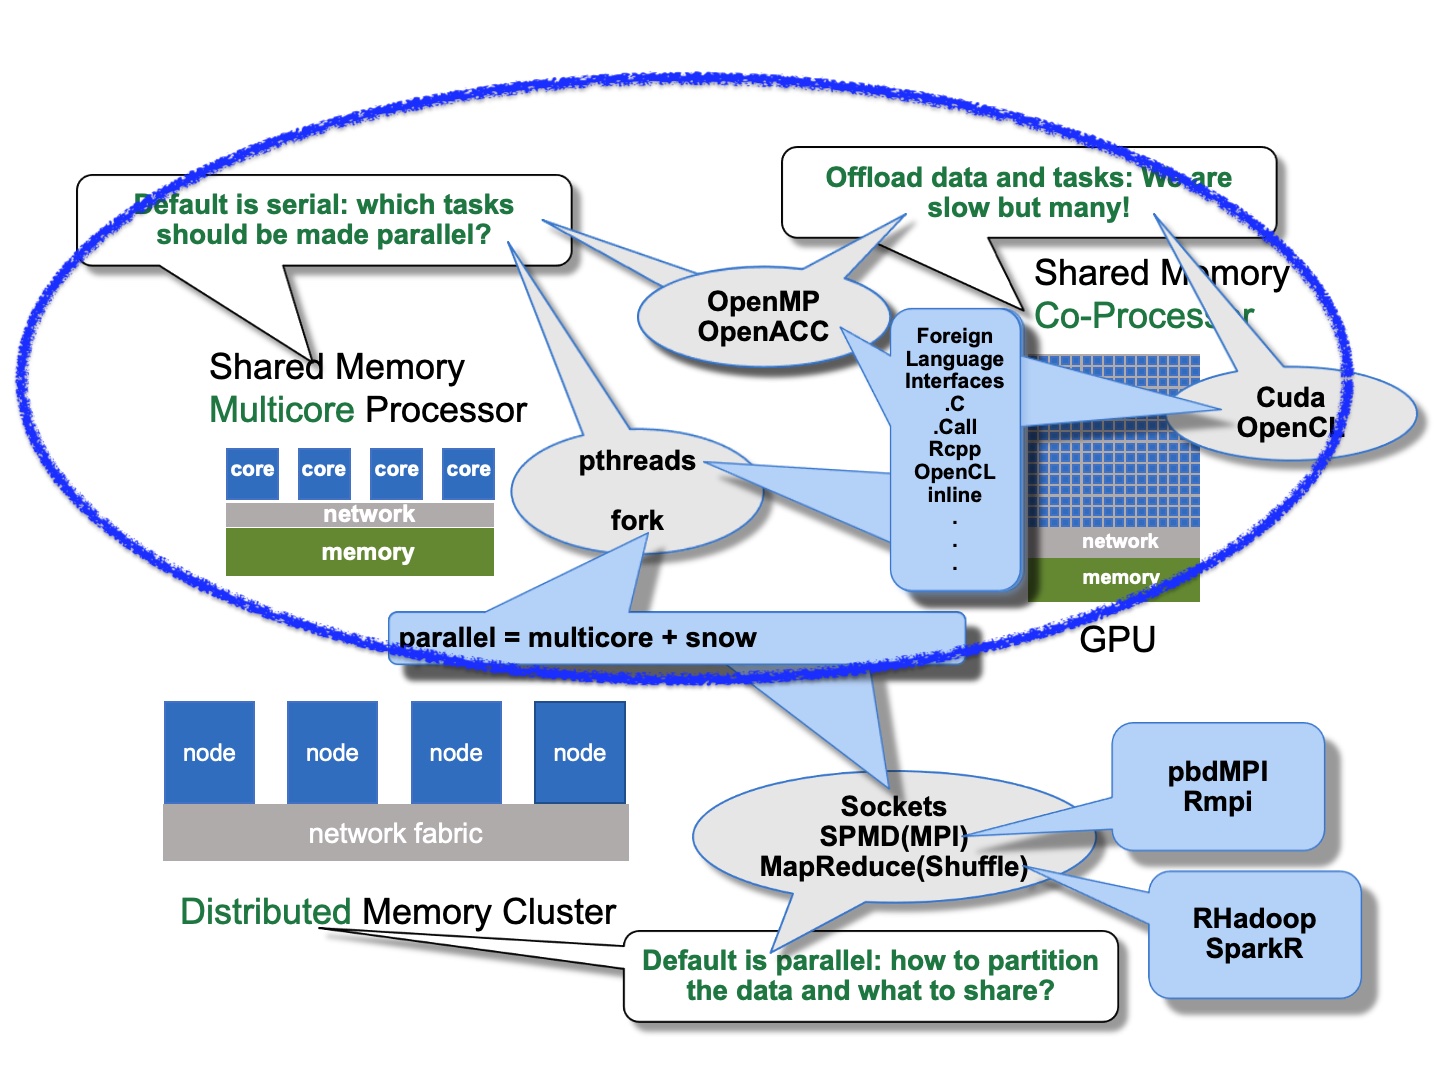 Default is serial: which tasks
should be made parallel?
Offload data and tasks: We are
slow but many!
Shared Memory
Co-Processor
OpenMP
OpenACC
Foreign
Language
Interfaces
.C
.Call
Rcpp
OpenCL
inline
.
.
.
Cuda
OpenCL
Shared Memory
Multicore Processor
core core core core
network
memory
pthreads
fork
network
memory
GPU
parallel = multicore + snow
node node node node
network fabric
Distributed Memory Cluster
Sockets
SPMD(MPI)
MapReduce(Shuffle)
pbdMPI
Rmpi
RHadoop
SparkR
Default is parallel: how to partition
the data and what to share?